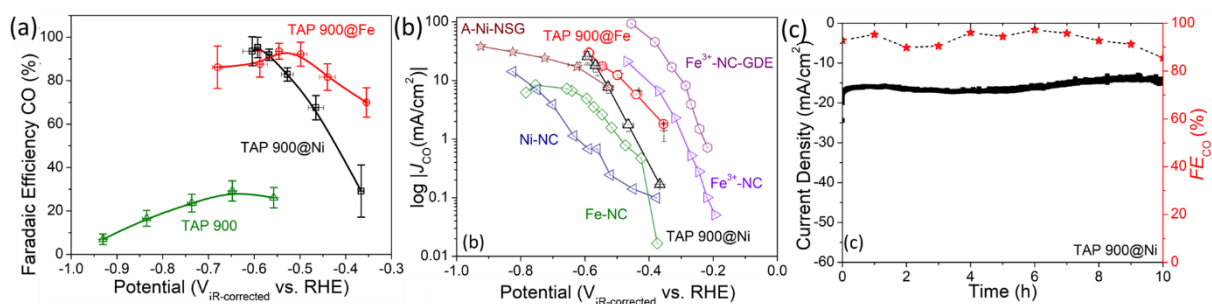 (a)
TAP 900@Fe
TAP 900@Ni
TAP 900
Faradaic Efficiency CO (%)
100
80
60
40
20
0
-1.0 -0.9 -0.8 -0.7 -0.6 -0.5 -0.4 -0.3
Potential (V_iR-corrected vs. RHE)
(b)
A-Ni-NSG
TAP 900@Fe
Fe³⁺-NC-GDE
Ni-NC
Fe³⁺-NC
Fe-NC
TAP 900@Ni
(b)
log |J_CO(mA/cm²)|
100
10
1
0.1
0.01
-1.0 -0.8 -0.6 -0.4 -0.2 0.0
Potential (V_iR-corrected vs. RHE)
(c)
Current Density (mA/cm²)
0
-10
-20
-30
-40
-50
-60
FE_CO (%)
100
80
60
40
20
0
(c)
TAP 900@Ni
0 2 4 6 8 10
Time (h)